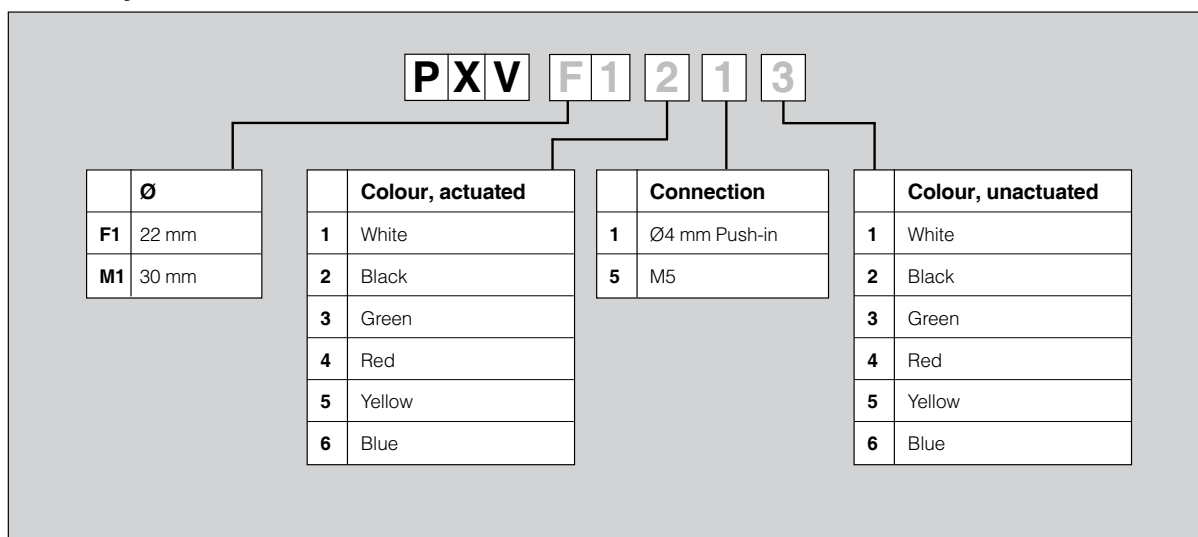 PXV F1 2 1 3
Ø
F1 22 mm
M1 30 mm
Colour, actuated
1 White
2 Black
3 Green
4 Red
5 Yellow
6 Blue
Connection
1 Ø4 mm Push-in
5 M5
Colour, unactuated
1 White
2 Black
3 Green
4 Red
5 Yellow
6 Blue